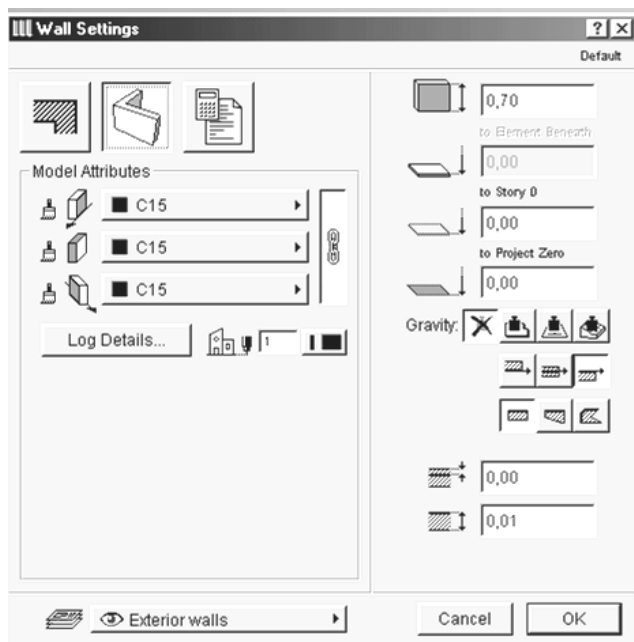 Wall Settings
Default
0,70
to Element Beneath
0,00
to Story 0
0,00
to Project Zero
0,00
Model Attributes
C15
C15
C15
Log Details...
1
Gravity:
0,00
0,01
Exterior walls
Cancel
OK